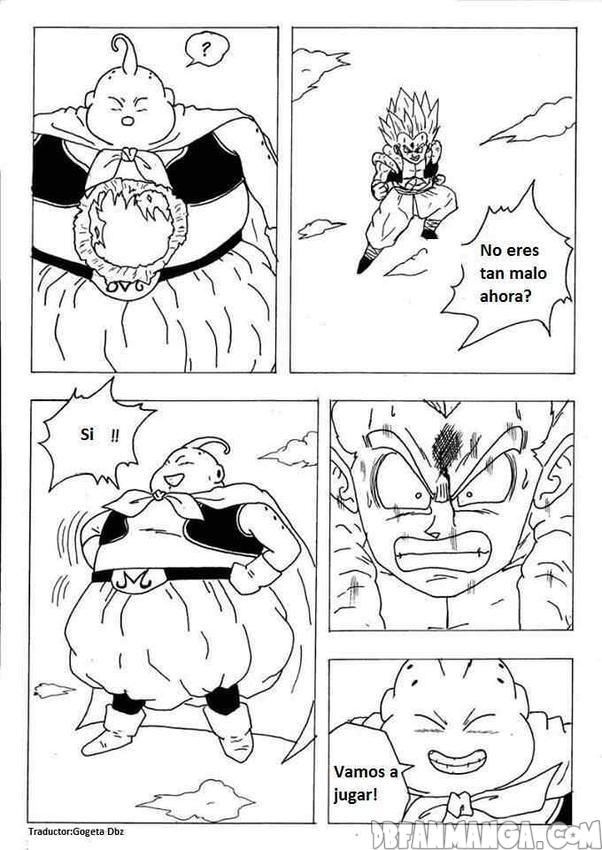 ?
No eres
tan malo
ahora?
Si !!
Vamos a
jugar!
Traductor:Gogeta Dbz
DBFANMANGA.COM